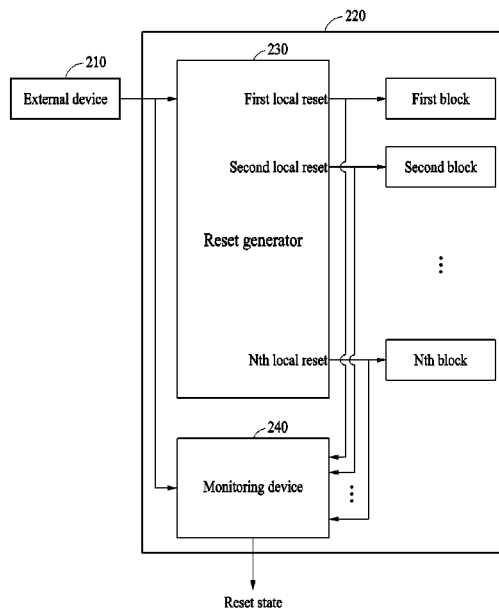 220
210
230
External device
First local reset
First block
Second local reset
Second block
Reset generator
Nth local reset
Nth block
240
Monitoring device
Reset state